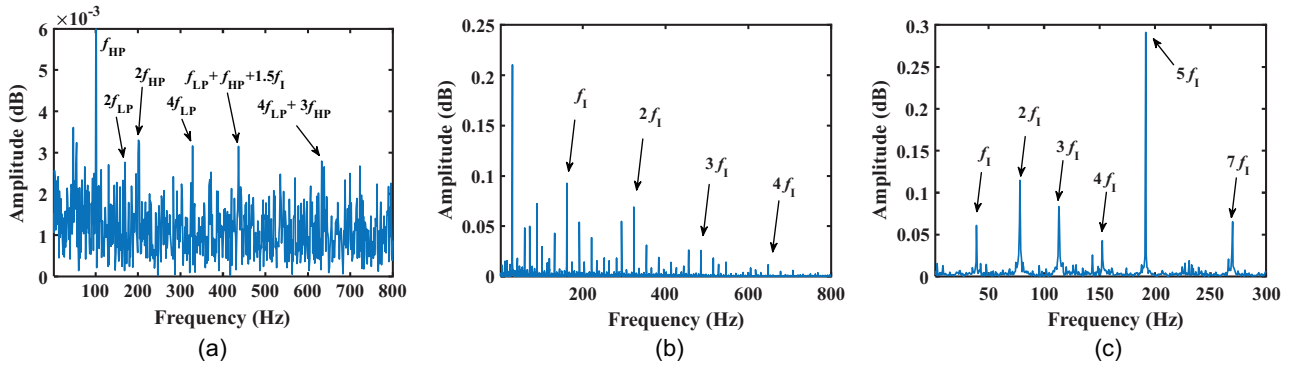 ×10⁻³
6
5
4
3
2
1
0
Amplitude (dB)
f_HP
2f_HP
2f_LP
4f_LP
f_LP + f_HP + 1.5f_I
4f_LP + 3f_HP
100 200 300 400 500 600 700 800
Frequency (Hz)
(a)
0.25
0.2
0.15
0.1
0.05
0
Amplitude (dB)
f_I
2f_I
3f_I
4f_I
200 400 600 800
Frequency (Hz)
(b)
0.3
0.25
0.2
0.15
0.1
0.05
0
Amplitude (dB)
f_I
2f_I
3f_I
4f_I
5f_I
7f_I
50 100 150 200 250 300
Frequency (Hz)
(c)